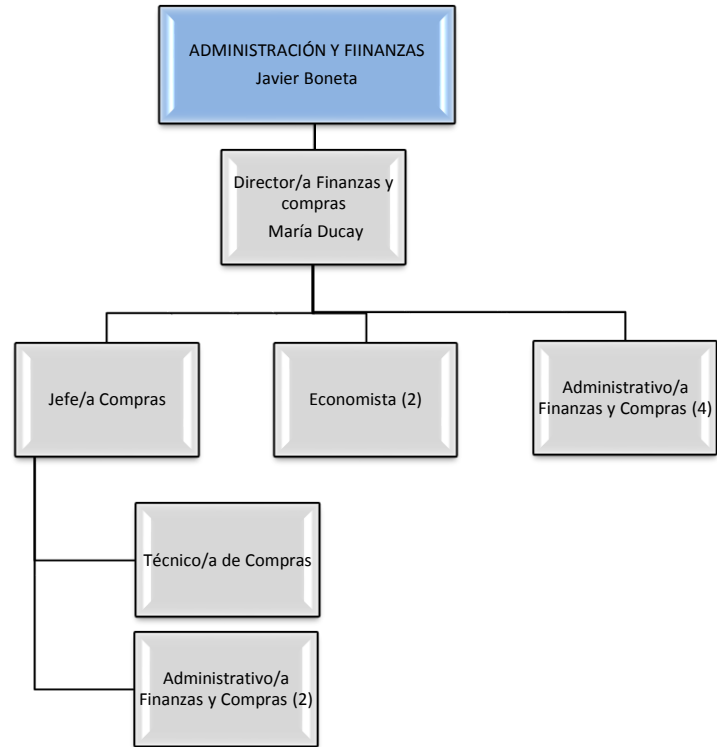 ADMINISTRACIÓN Y FIINANZAS
Javier Boneta
Director/a Finanzas y
compras
María Ducay
Jefe/a Compras
Economista (2)
Administrativo/a
Finanzas y Compras (4)
Técnico/a de Compras
Administrativo/a
Finanzas y Compras (2)